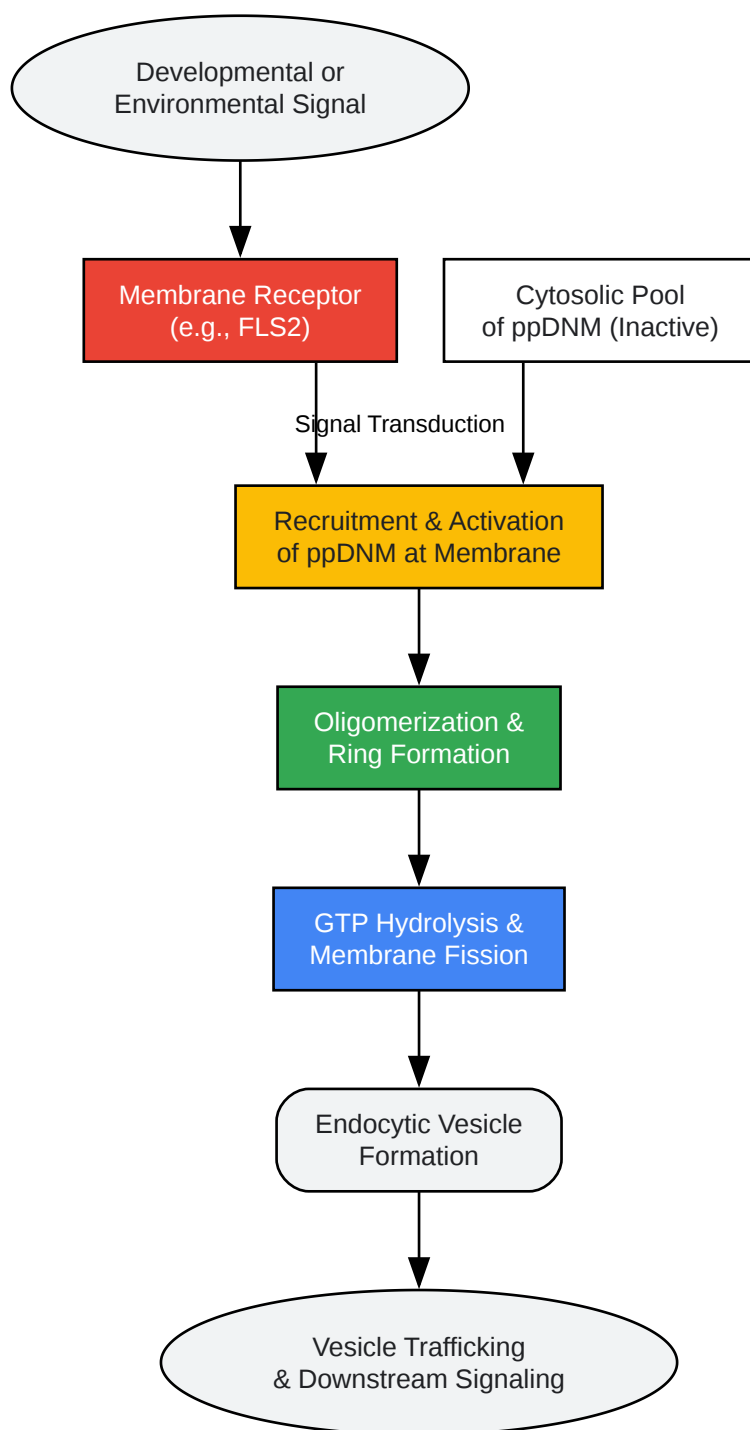 Developmental or
Environmental Signal
Membrane Receptor
(e.g., FLS2)
Cytosolic Pool
of ppDNM (Inactive)
Signal Transduction
Recruitment & Activation
of ppDNM at Membrane
Oligomerization &
Ring Formation
GTP Hydrolysis &
Membrane Fission
Endocytic Vesicle
Formation
Vesicle Trafficking
& Downstream Signaling